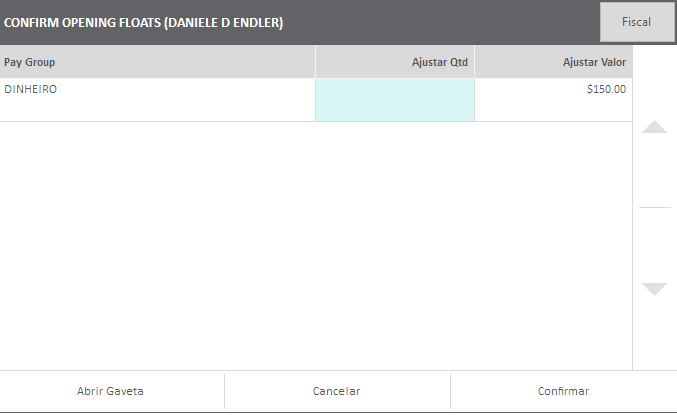 CONFIRM OPENING FLOATS (DANIELE D ENDLER)
Fiscal
Pay Group Ajustar Qtd Ajustar Valor
DINHEIRO $150.00
Abrir Gaveta Cancelar Confirmar